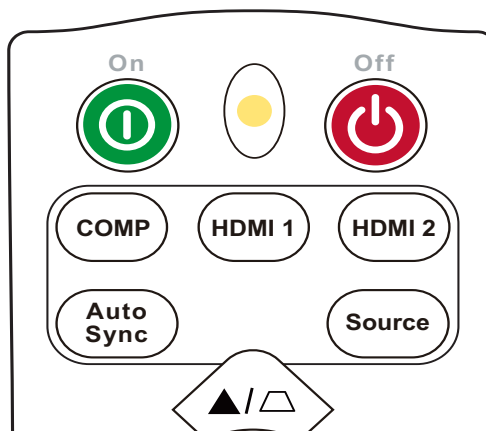 On Off
COMP HDMI 1 HDMI 2
Auto
Sync
Source
/